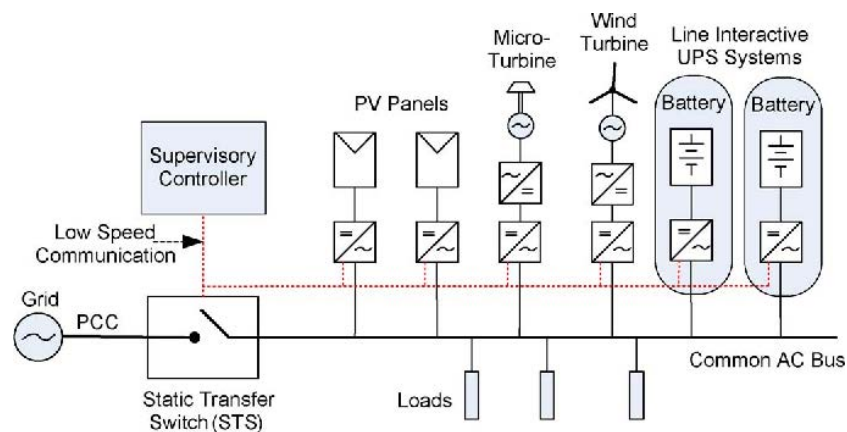 Micro-
Turbine
Wind
Turbine
Line Interactive
UPS Systems
PV Panels
Battery
Battery
Supervisory
Controller
Low Speed
Communication
Grid
PCC
Static Transfer
Switch (STS)
Loads
Common AC Bus